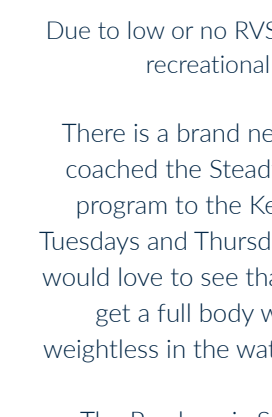 Due to low or no RVS
recreational
There is a brand ne
coached the Stead
program to the Ke
Tuesdays and Thursd
would love to see tha
get a full body w
weightless in the wat